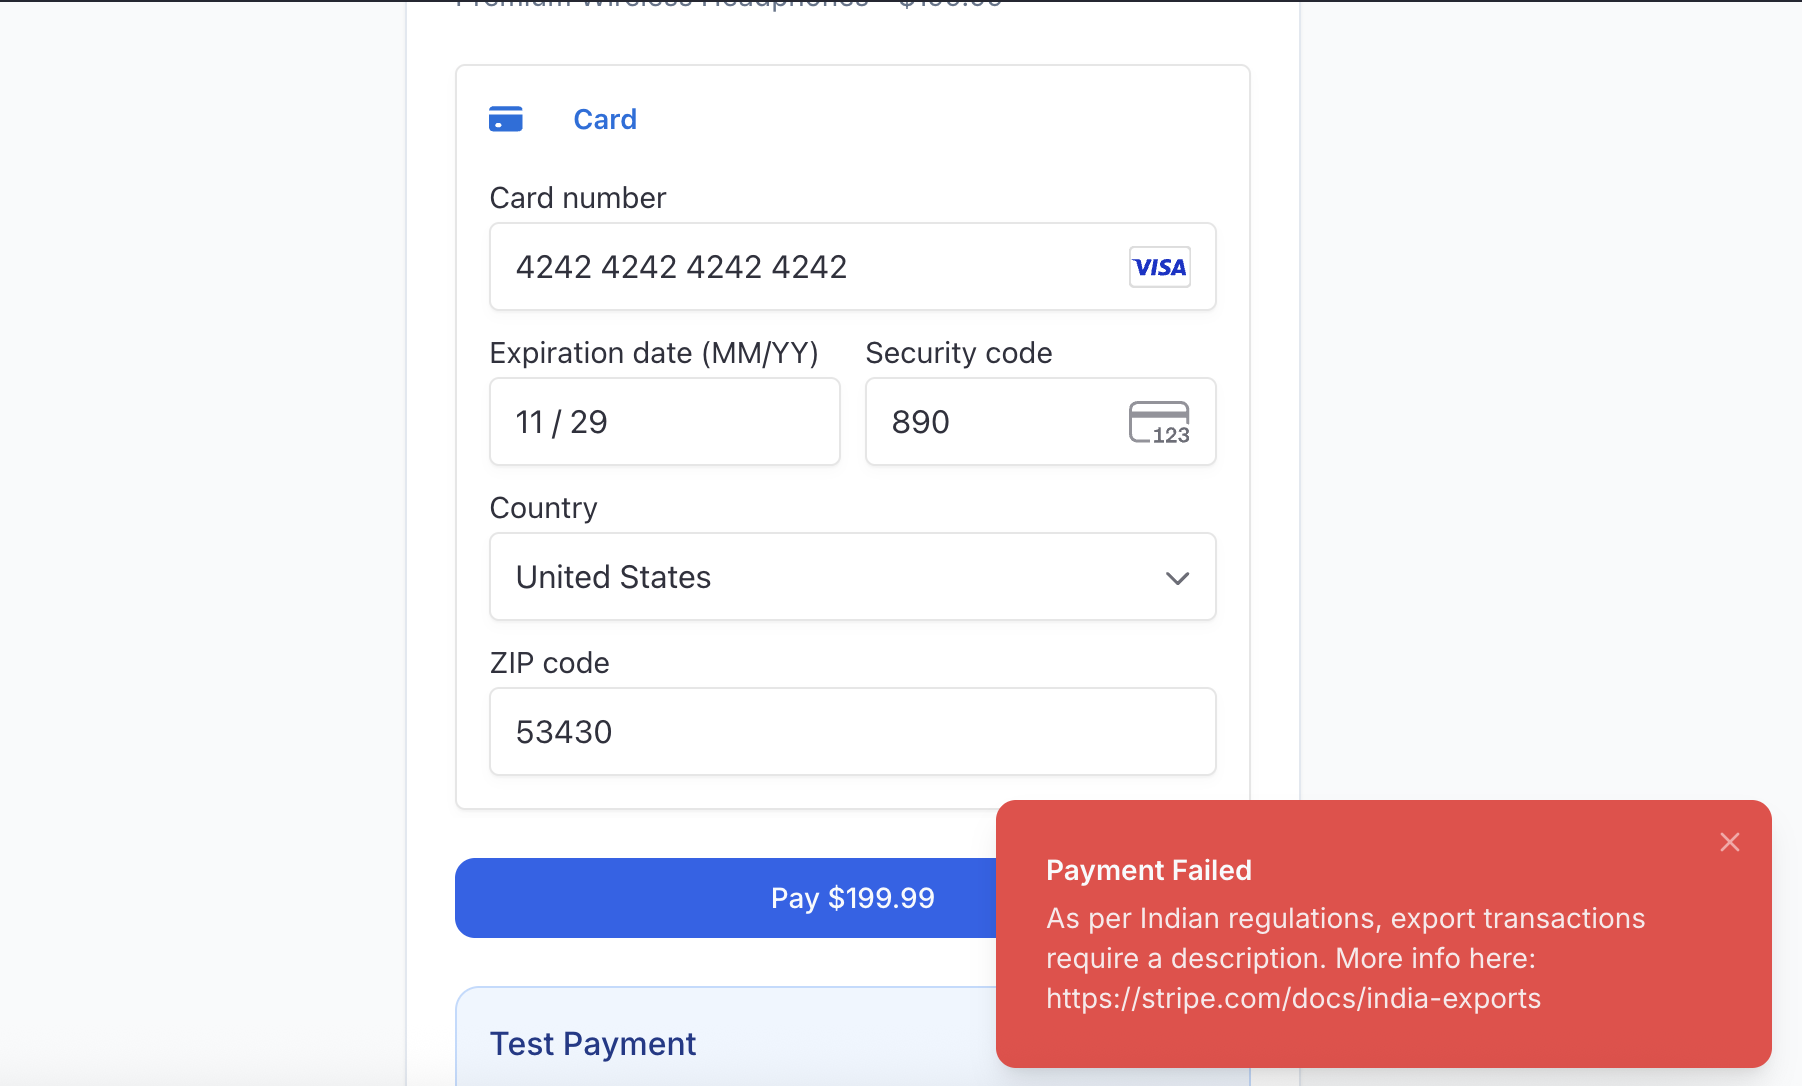 Card
Card number
4242 4242 4242 4242
VISA
Expiration date (MM/YY)
Security code
11 / 29
890
123
Country
United States
ZIP code
53430
Pay $199.99
Payment Failed
As per Indian regulations, export transactions
require a description. More info here:
https://stripe.com/docs/india-exports
Test Payment